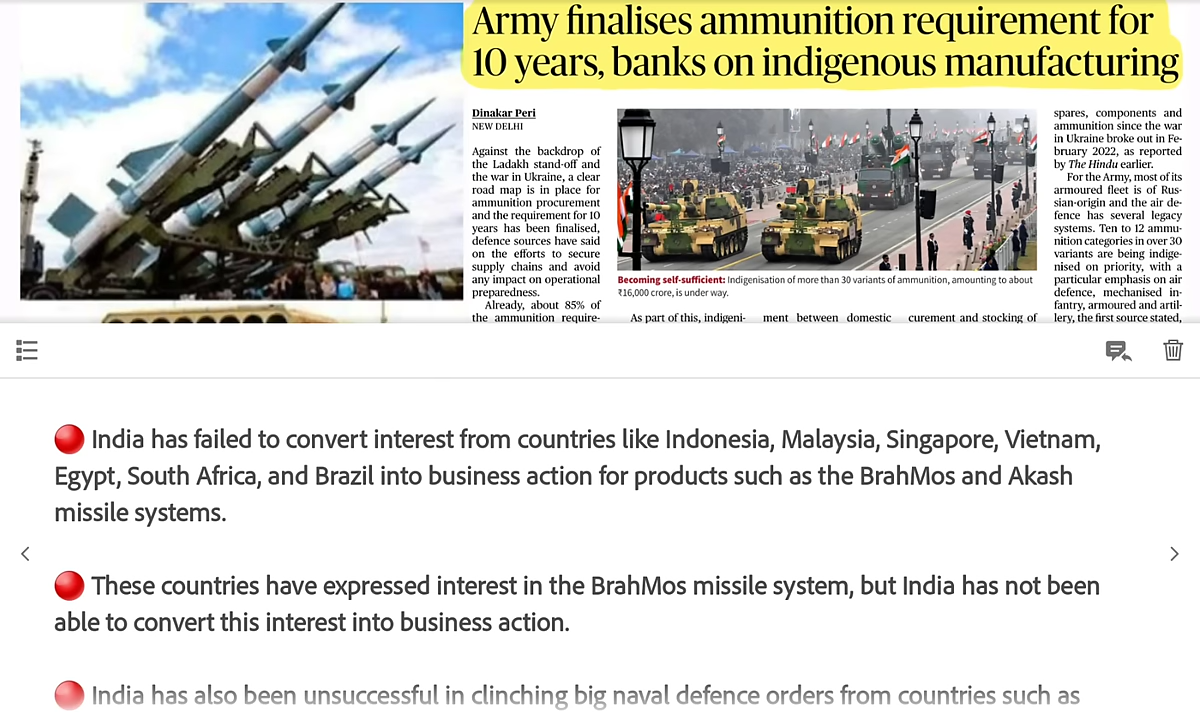 Army finalises ammunition requirement for
10 years, banks on indigenous manufacturing
Dinakar Peri
NEW DELHI
Against the backdrop of
the Ladakh stand-off and
the war in Ukraine, a clear
road map is in place for
ammunition procurement
and the requirement for 10
years has been finalised,
defence sources have said
on the efforts to secure
supply chains and avoid
any impact on operational
preparedness.
Already, about 85% of
the ammunition require-
Becoming self-sufficient: Indigenisation of more than 30 variants of ammunition, amounting to about
₹16,000 crore, is under way.
As part of this, indigeni-
ment between domestic
curement and stocking of
spares, components and
ammunition since the war
in Ukraine broke out in Fe-
bruary 2022, as reported
by The Hindu earlier.
For the Army, most of its
armoured fleet is of Rus-
sian-origin and the air de-
fence has several legacy
systems. Ten to 12 ammu-
nition categories in over 30
variants are being indige-
nised on priority, with a
particular emphasis on air
defence, mechanised in-
fantry, armoured and artil-
lery, the first source stated,
🔴 India has failed to convert interest from countries like Indonesia, Malaysia, Singapore, Vietnam,
Egypt, South Africa, and Brazil into business action for products such as the BrahMos and Akash
missile systems.
🔴 These countries have expressed interest in the BrahMos missile system, but India has not been
able to convert this interest into business action.
🔴 India has also been unsuccessful in clinching big naval defence orders from countries such as